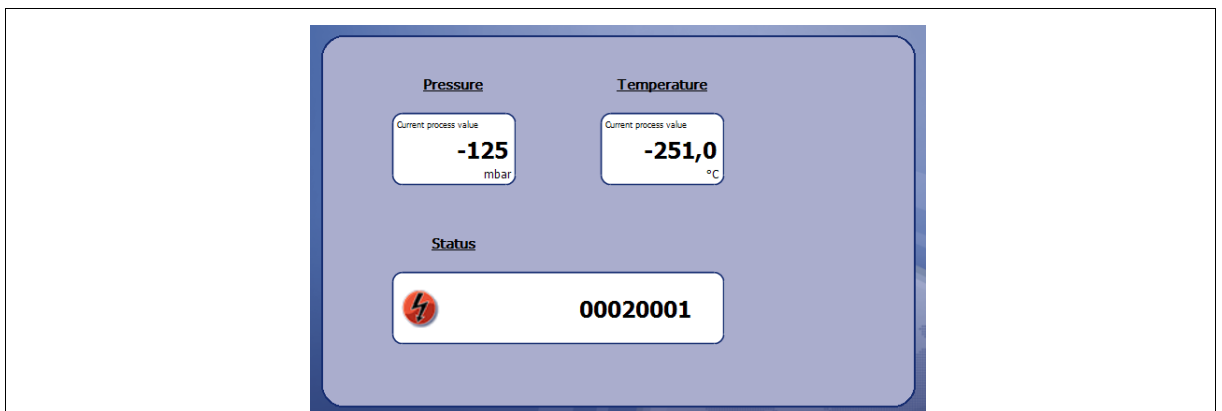 Pressure
Temperature
Current process value
Current process value
-125
-251,0
mbar
°C
Status
00020001